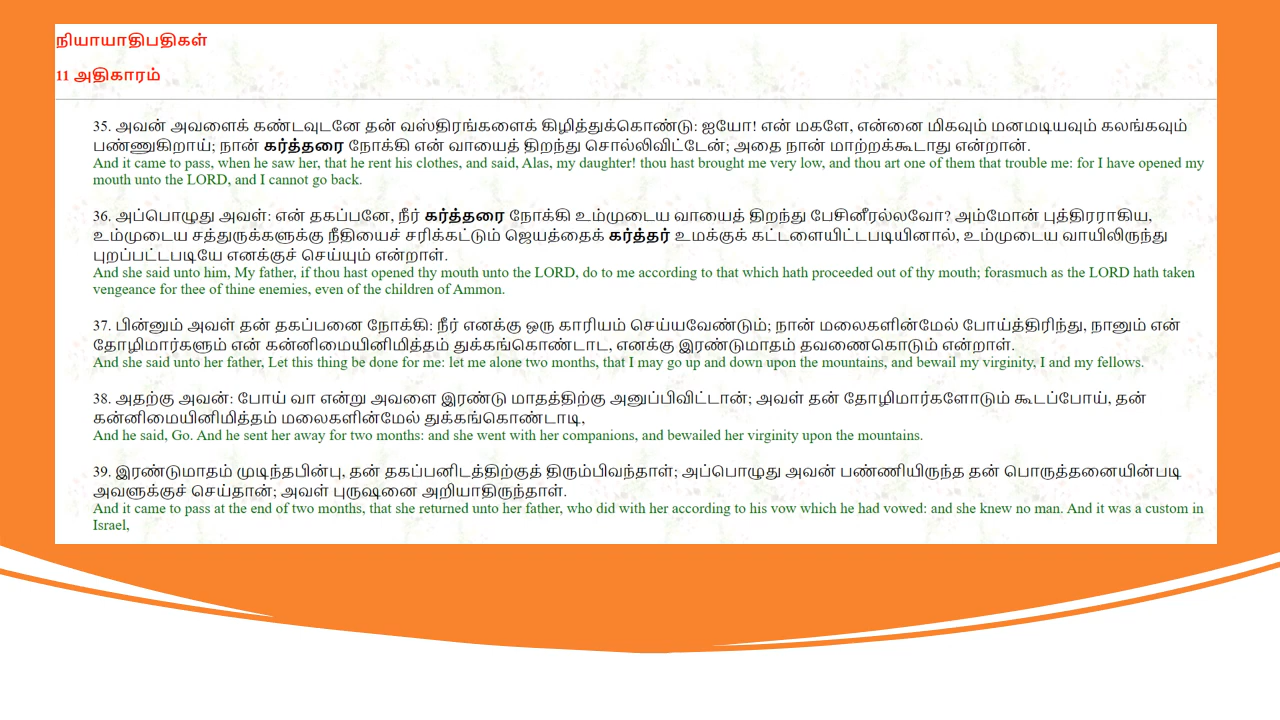 நியாயாதிபதிகள்
11 அதிகாரம்
35. அவன் அவளைக் கண்டவுடனே தன் வஸ்திரங்களைக் கிழித்துக்கொண்டு: ஐயோ! என் மகளே, என்னை மிகவும் மனமடியவும் கலங்கவும்
பண்ணுகிறாய்; நான் கர்த்தரை நோக்கி என் வாயைத் திறந்து சொல்லிவிட்டேன்; அதை நான் மாற்றக்கூடாது என்றான்.
And it came to pass, when he saw her, that he rent his clothes, and said, Alas, my daughter! thou hast brought me very low, and thou art one of them that trouble me: for I have opened my
mouth unto the LORD, and I cannot go back.
36. அப்பொழுது அவள்: என் தகப்பனே, நீர் கர்த்தரை நோக்கி உம்முடைய வாயைத் திறந்து பேசினீரல்லவோ? அம்மோன் புத்திரராகிய,
உம்முடைய சத்துருக்களுக்கு நீதியைச் சரிக்கட்டும் ஜெயத்தைக் கர்த்தர் உமக்குக் கட்டளையிட்டபடியினால், உம்முடைய வாயிலிருந்து
புறப்பட்டபடியே எனக்குச் செய்யும் என்றாள்.
And she said unto him, My father, if thou hast opened thy mouth unto the LORD, do to me according to that which hath proceeded out of thy mouth; forasmuch as the LORD hath taken
vengeance for thee of thine enemies, even of the children of Ammon.
37. பின்னும் அவள் தன் தகப்பனை நோக்கி: நீர் எனக்கு ஒரு காரியம் செய்யவேண்டும்; நான் மலைகளின்மேல் போய்த்திரிந்து, நானும் என்
தோழிமார்களும் என் கன்னிமையினிமித்தம் துக்கங்கொண்டாட, எனக்கு இரண்டுமாதம் தவணைகொடும் என்றாள்.
And she said unto her father, Let this thing be done for me: let me alone two months, that I may go up and down upon the mountains, and bewail my virginity, I and my fellows.
38. அதற்கு அவன்: போய் வா என்று அவளை இரண்டு மாதத்திற்கு அனுப்பிவிட்டான்; அவள் தன் தோழிமார்களோடும் கூடப்போய், தன்
கன்னிமையினிமித்தம் மலைகளின்மேல் துக்கங்கொண்டாடி,
And he said, Go. And he sent her away for two months: and she went with her companions, and bewailed her virginity upon the mountains.
39. இரண்டுமாதம் முடிந்தபின்பு, தன் தகப்பனிடத்திற்குத் திரும்பிவந்தாள்; அப்பொழுது அவன் பண்ணியிருந்த தன் பொருத்தனையின்படி
அவளுக்குச் செய்தான்; அவள் புருஷனை அறியாதிருந்தாள்.
And it came to pass at the end of two months, that she returned unto her father, who did with her according to his vow which he had vowed: and she knew no man. And it was a custom in
Israel,